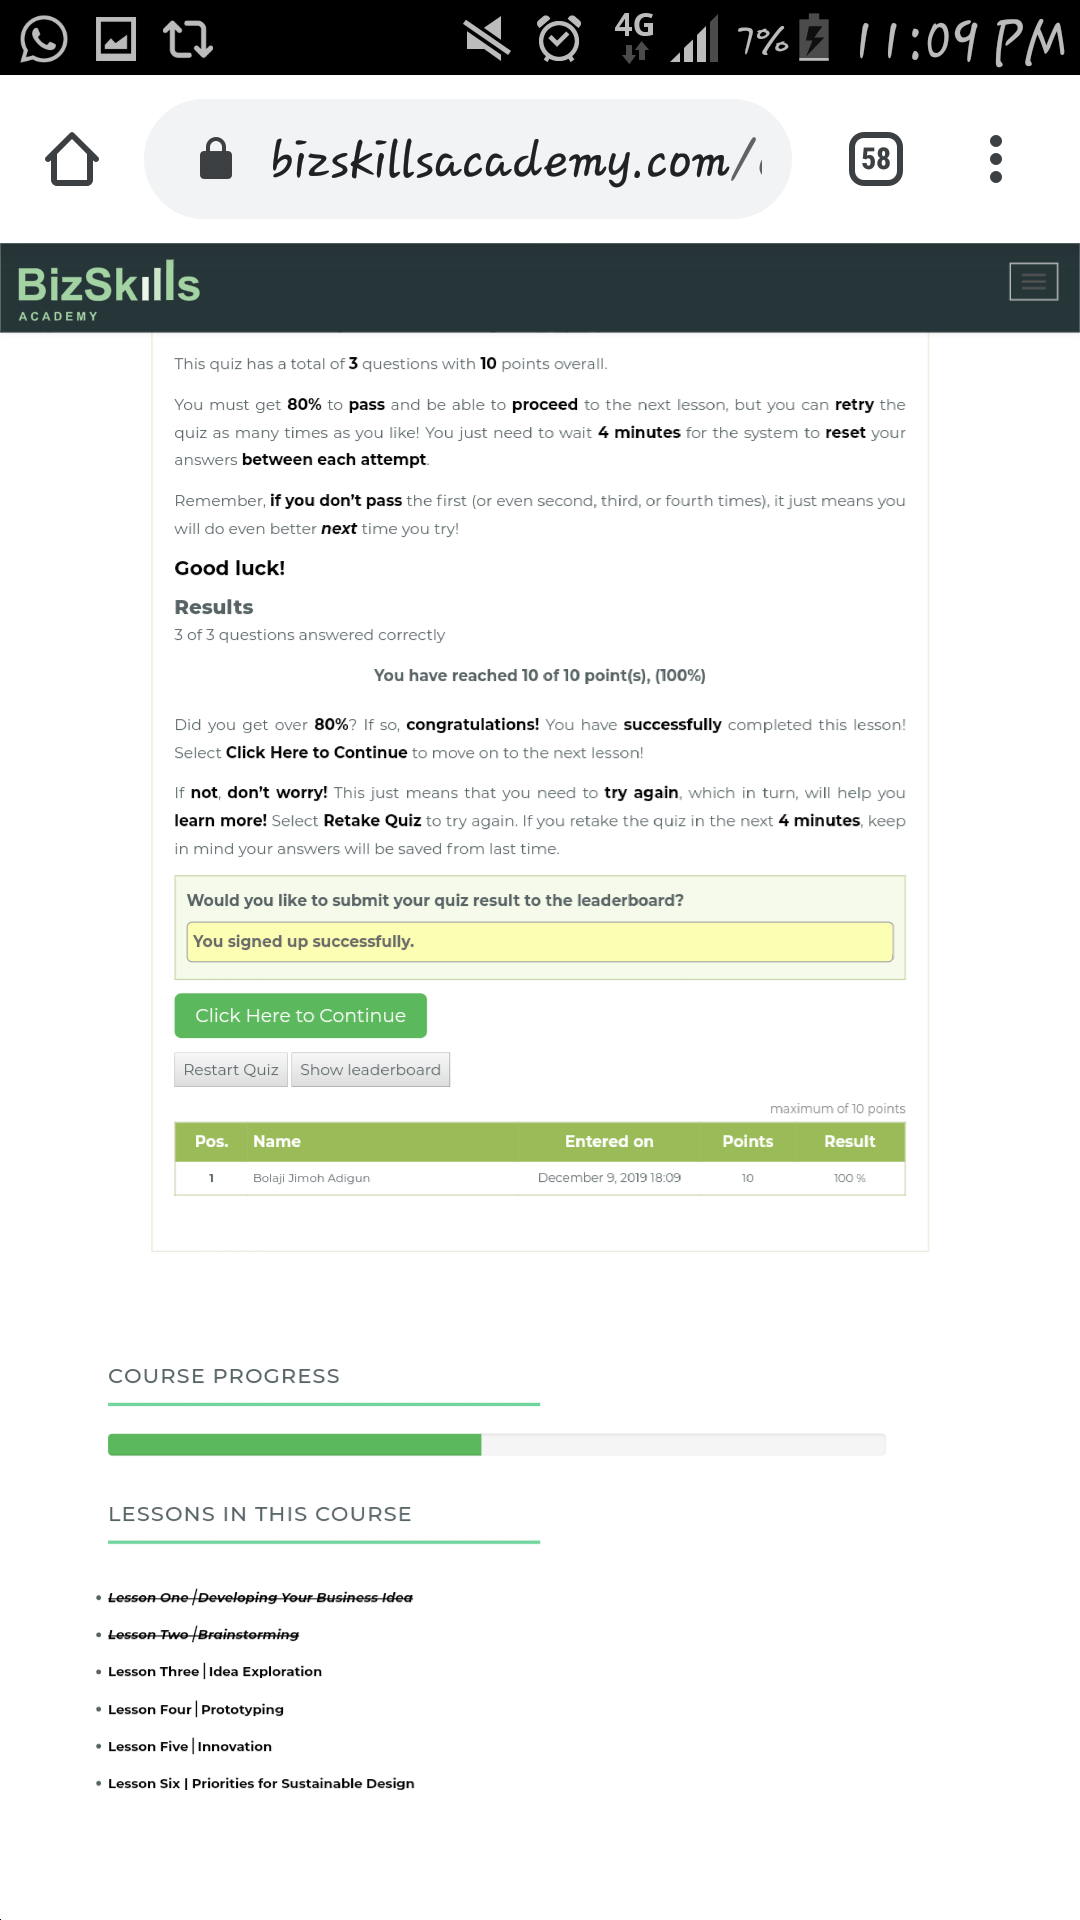 4G 7% 11:09 PM
bizskillsacademy.com/
58
BizSkills
ACADEMY
This quiz has a total of 3 questions with 10 points overall.
You must get 80% to pass and be able to proceed to the next lesson, but you can retry the
quiz as many times as you like! You just need to wait 4 minutes for the system to reset your
answers between each attempt.
Remember, if you don’t pass the first (or even second, third, or fourth times), it just means you
will do even better next time you try!
Good luck!
Results
3 of 3 questions answered correctly
You have reached 10 of 10 point(s), (100%)
Did you get over 80%? If so, congratulations! You have successfully completed this lesson!
Select Click Here to Continue to move on to the next lesson!
If not, don’t worry! This just means that you need to try again, which in turn, will help you
learn more! Select Retake Quiz to try again. If you retake the quiz in the next 4 minutes, keep
in mind your answers will be saved from last time.
Would you like to submit your quiz result to the leaderboard?
You signed up successfully.
Click Here to Continue
Restart Quiz Show leaderboard
maximum of 10 points
Pos. Name Entered on Points Result
1 Bolaji Jimoh Adigun December 9, 2019 18:09 10 100 %
COURSE PROGRESS
LESSONS IN THIS COURSE
• Lesson One | Developing Your Business Idea
• Lesson Two | Brainstorming
• Lesson Three | Idea Exploration
• Lesson Four | Prototyping
• Lesson Five | Innovation
• Lesson Six | Priorities for Sustainable Design